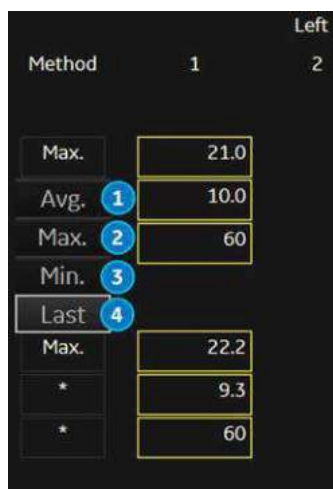 Left
Method 1 2
Max. 21.0
Avg. 1 10.0
Max. 2 60
Min. 3
Last 4
Max. 22.2
* 9.3
* 60